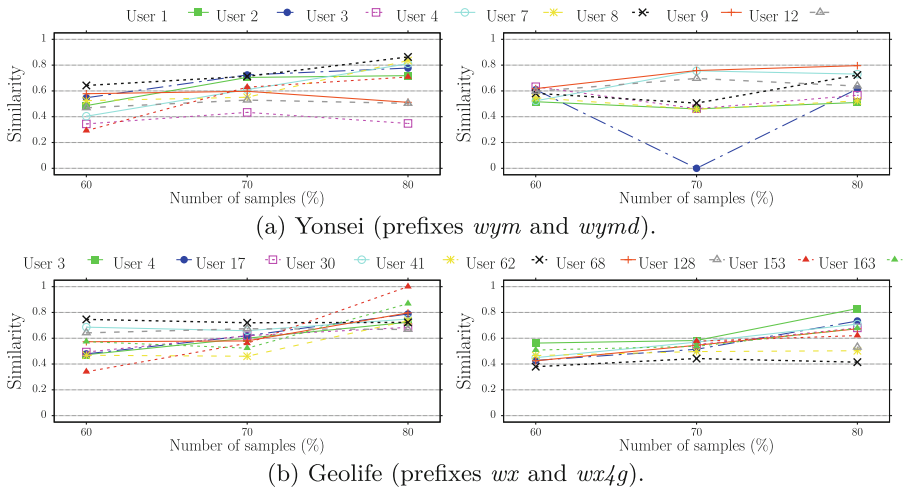 User 1 User 2 User 3 User 4 User 7 User 8 User 9 User 12
Similarity
1
0.8
0.6
0.4
0.2
0
60 70 80
Number of samples (%)
Similarity
1
0.8
0.6
0.4
0.2
0
60 70 80
Number of samples (%)
(a) Yonsei (prefixes wym and wymd).
User 3 User 4 User 17 User 30 User 41 User 62 User 68 User 128 User 153 User 163
Similarity
1
0.8
0.6
0.4
0.2
0
60 70 80
Number of samples (%)
Similarity
1
0.8
0.6
0.4
0.2
0
60 70 80
Number of samples (%)
(b) Geolife (prefixes wx and wx4g).